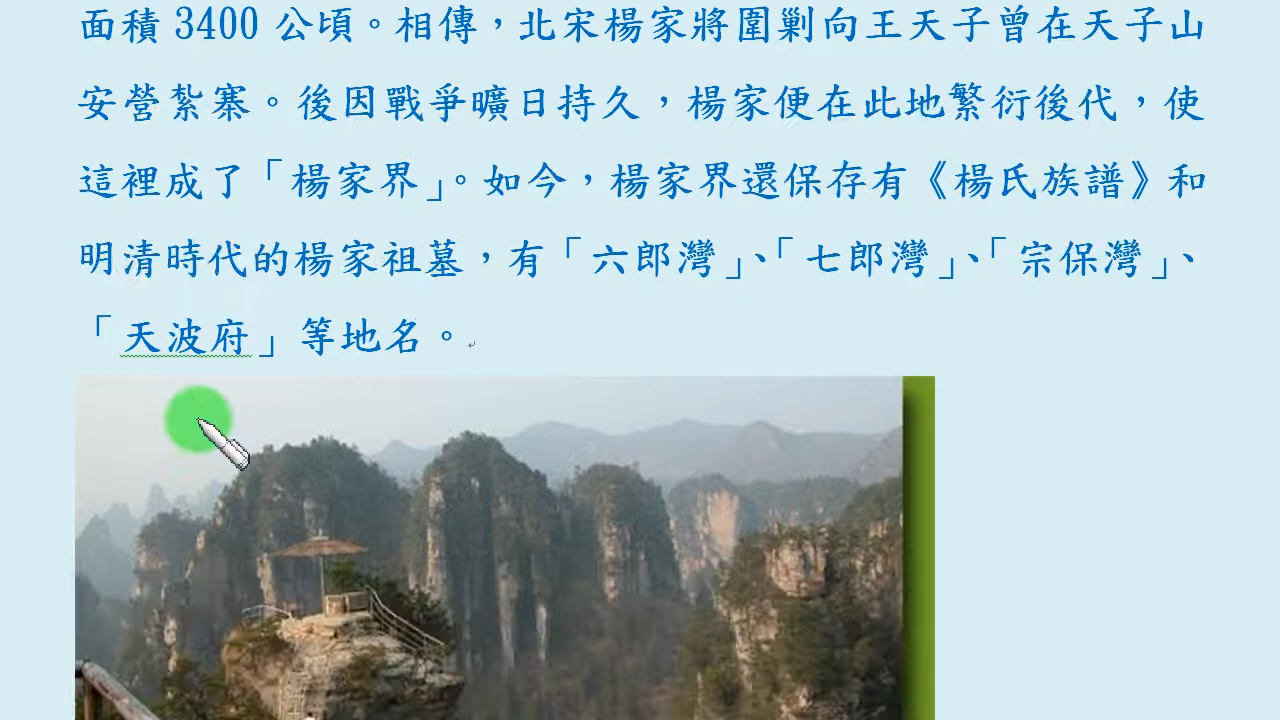 面積 3400 公頃。相傳，北宋楊家將圍剿向王天子曾在天子山
安營紮寨。後因戰爭曠日持久，楊家便在此地繁衍後代，使
這裡成了「楊家界」。如今，楊家界還保存有《楊氏族譜》和
明清時代的楊家祖墓，有「六郎灣」、「七郎灣」、「宗保灣」、
「天波府」等地名。